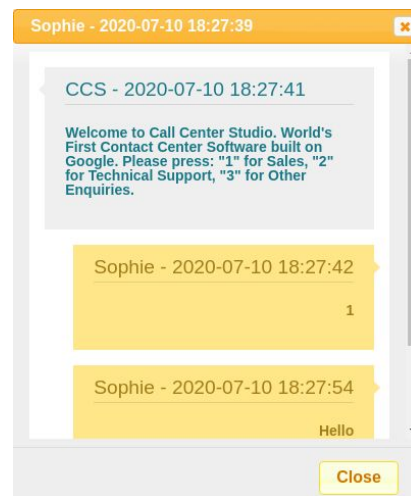 Sophie - 2020-07-10 18:27:39
CCS - 2020-07-10 18:27:41
Welcome to Call Center Studio. World's
First Contact Center Software built on
Google. Please press: "1" for Sales, "2"
for Technical Support, "3" for Other
Enquiries.
Sophie - 2020-07-10 18:27:42
1
Sophie - 2020-07-10 18:27:54
Hello
Close